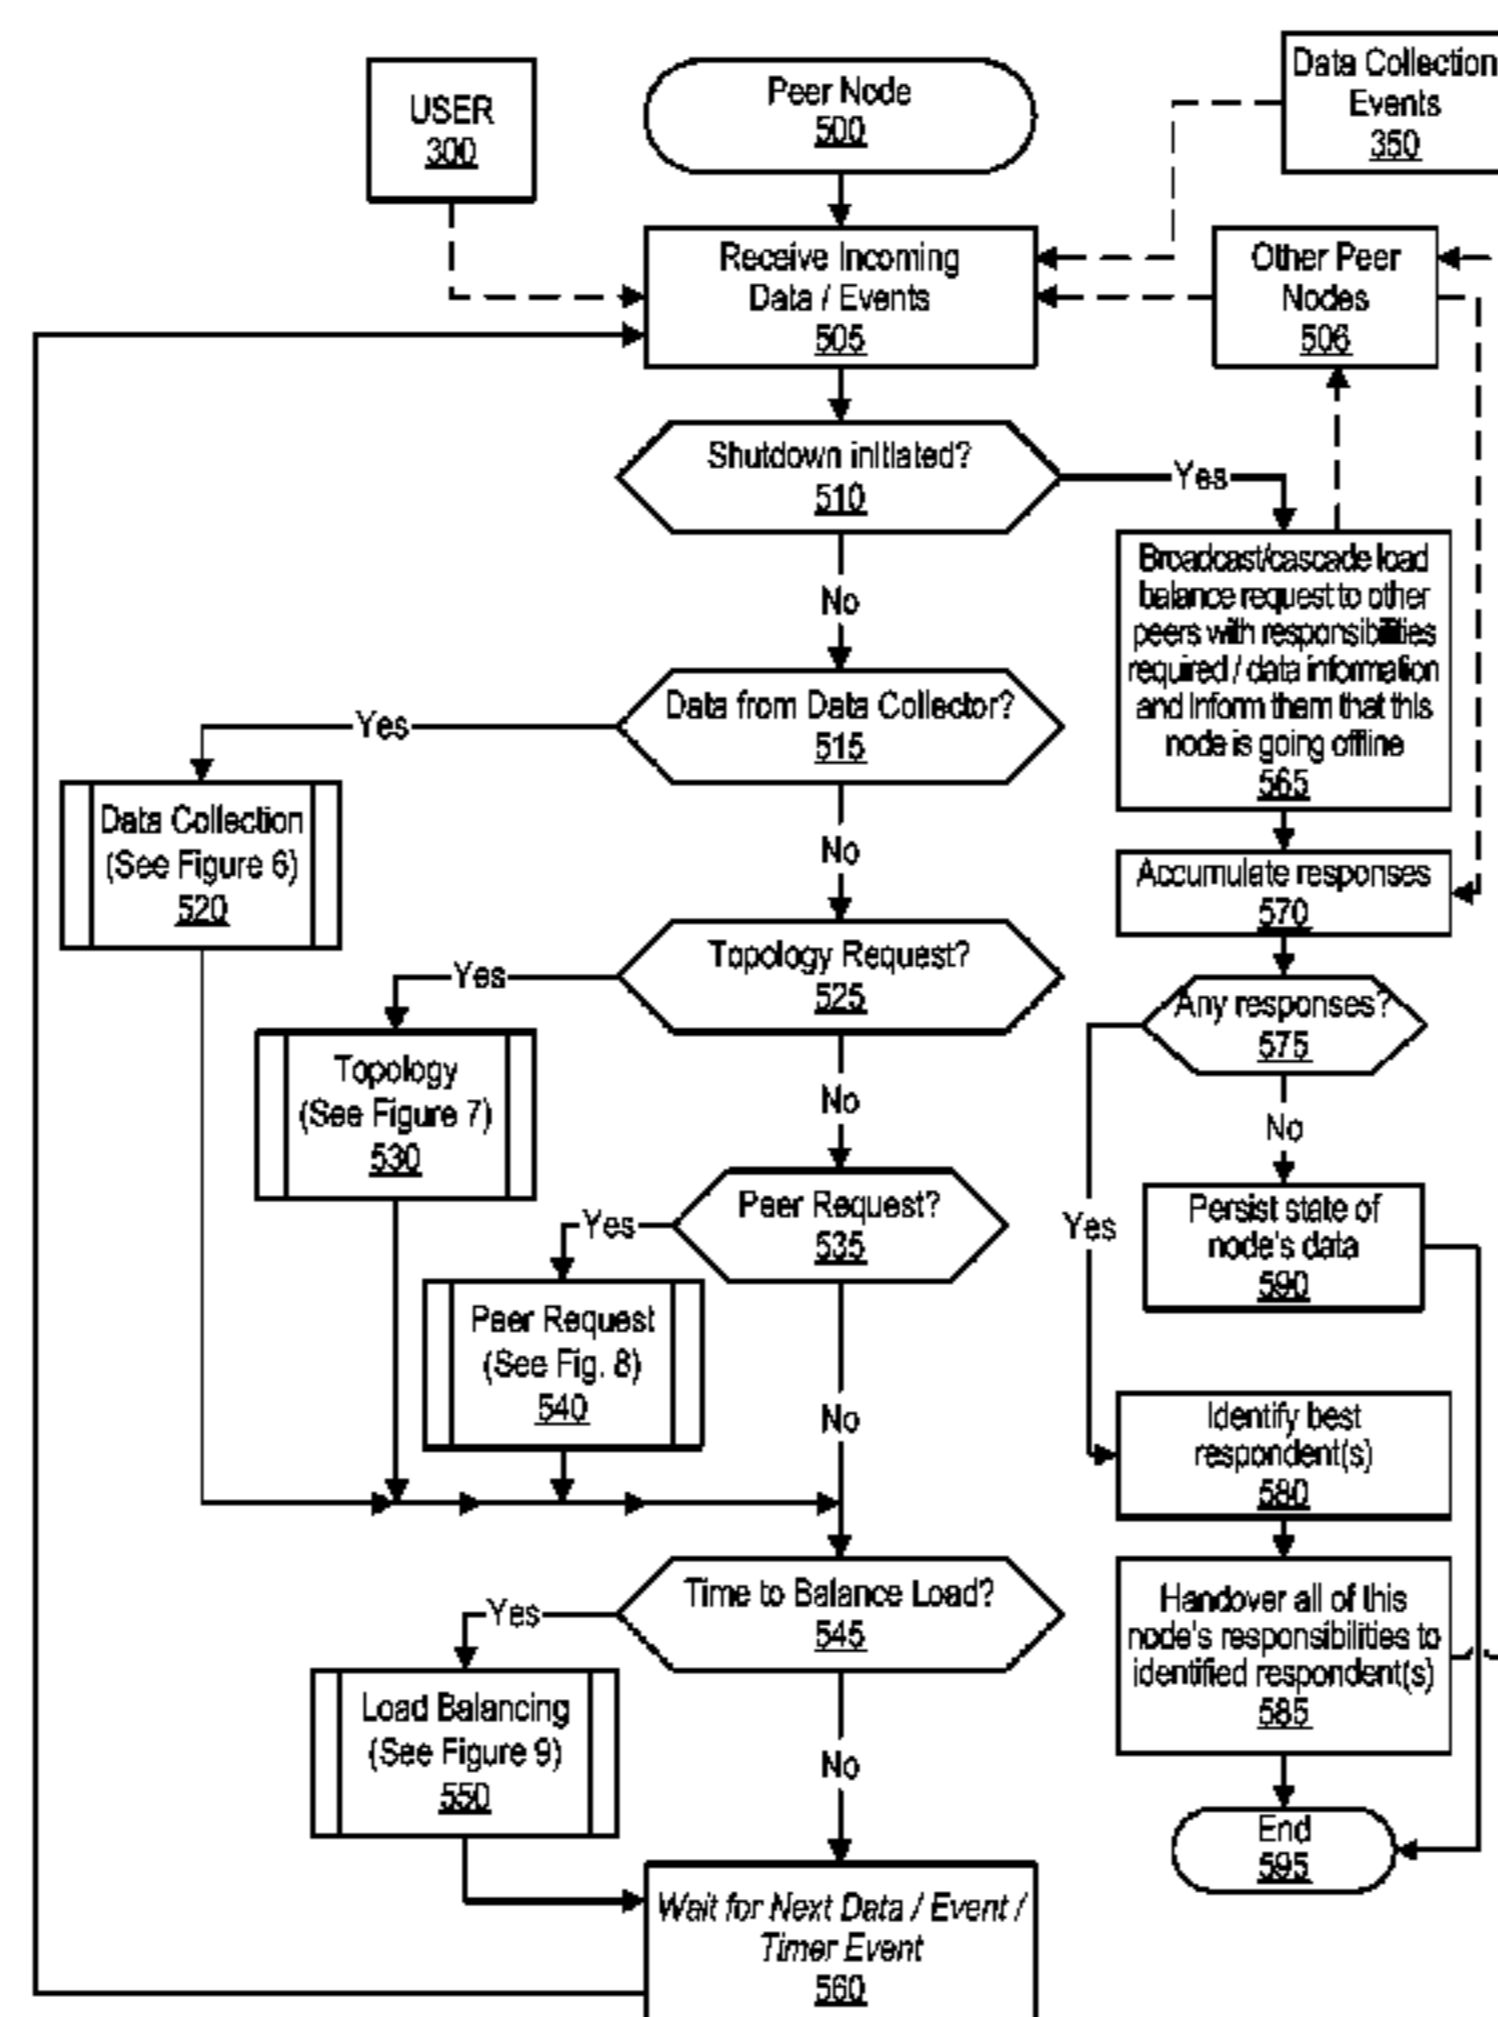 USER
300
Peer Node
500
Data Collection
Events
350
Receive Incoming
Data / Events
505
Other Peer
Nodes
506
Shutdown initiated?
510
Yes
No
Broadcast/cascade load
balance request to other
peers with responsibilities
required / data information
and inform them that this
node is going offline
565
Data from Data Collector?
515
Yes
No
Data Collection
(See Figure 6)
520
Accumulate responses
570
Topology Request?
525
Yes
No
Topology
(See Figure 7)
530
Any responses?
575
No
Yes
Peer Request?
535
Yes
No
Peer Request
(See Fig. 8)
540
Persist state of
node's data
590
Identify best
respondent(s)
580
Time to Balance Load?
545
Yes
No
Load Balancing
(See Figure 9)
550
Handover all of this
node's responsibilities to
identified respondent(s)
585
End
595
Wait for Next Data / Event /
Timer Event
560